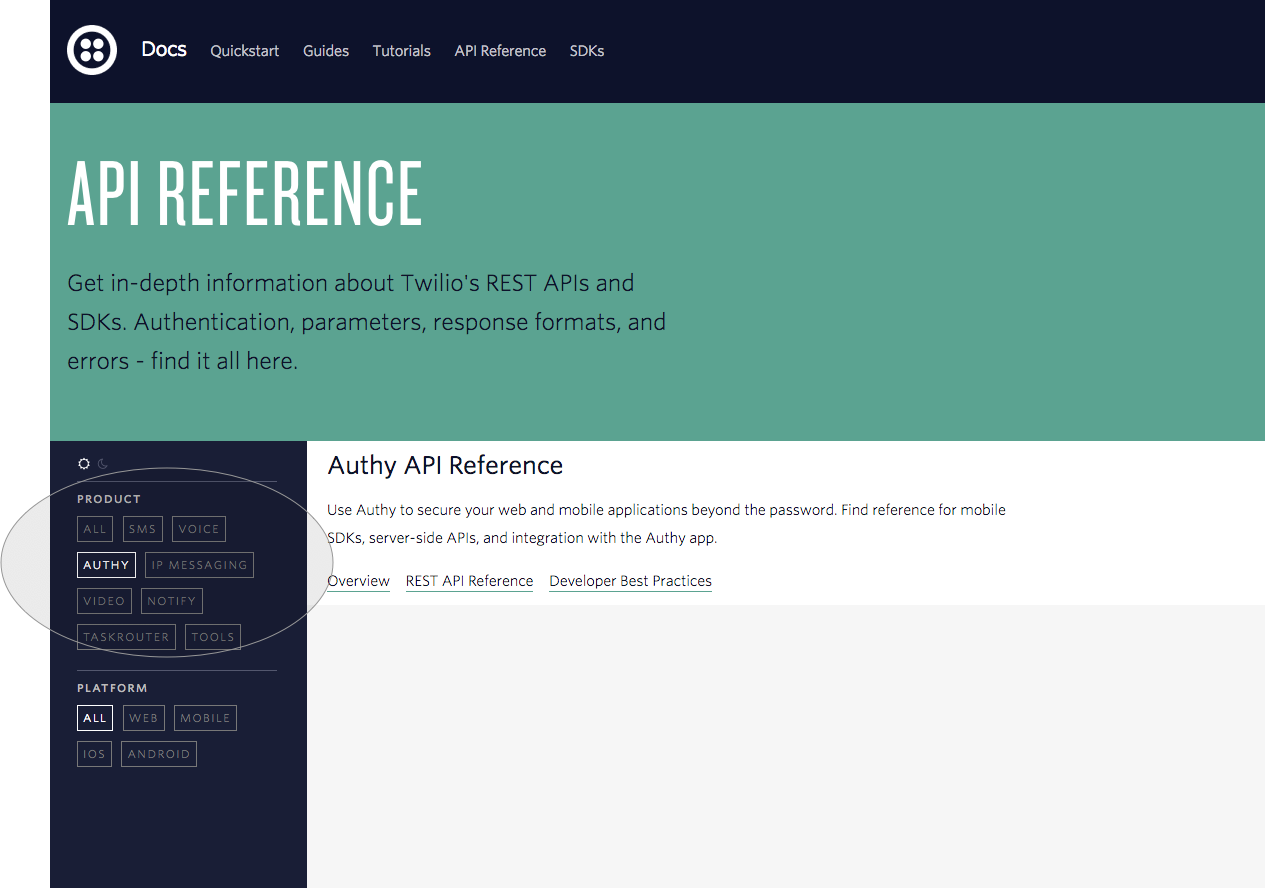 Docs Quickstart Guides Tutorials API Reference SDKs
API REFERENCE
Get in-depth information about Twilio's REST APIs and
SDKs. Authentication, parameters, response formats, and
errors - find it all here.
PRODUCT
ALL SMS VOICE
AUTHY IP MESSAGING
VIDEO NOTIFY
TASKROUTER TOOLS
PLATFORM
ALL WEB MOBILE
IOS ANDROID
Authy API Reference
Use Authy to secure your web and mobile applications beyond the password. Find reference for mobile
SDKs, server-side APIs, and integration with the Authy app.
Overview REST API Reference Developer Best Practices